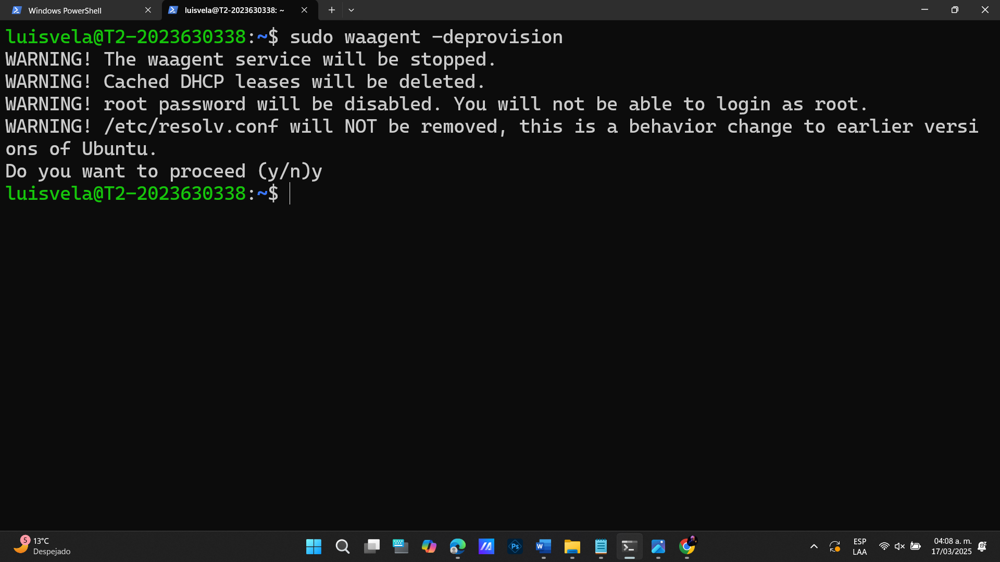 Windows PowerShell
luisvela@T2-2023630338: ~
luisvela@T2-2023630338:~$ sudo waagent -deprovision
WARNING! The waagent service will be stopped.
WARNING! Cached DHCP leases will be deleted.
WARNING! root password will be disabled. You will not be able to login as root.
WARNING! /etc/resolv.conf will NOT be removed, this is a behavior change to earlier versi
ons of Ubuntu.
Do you want to proceed (y/n)y
luisvela@T2-2023630338:~$
5
13°C
Despejado
Ps
W
ESP
LAA
04:08 a. m.
17/03/2025